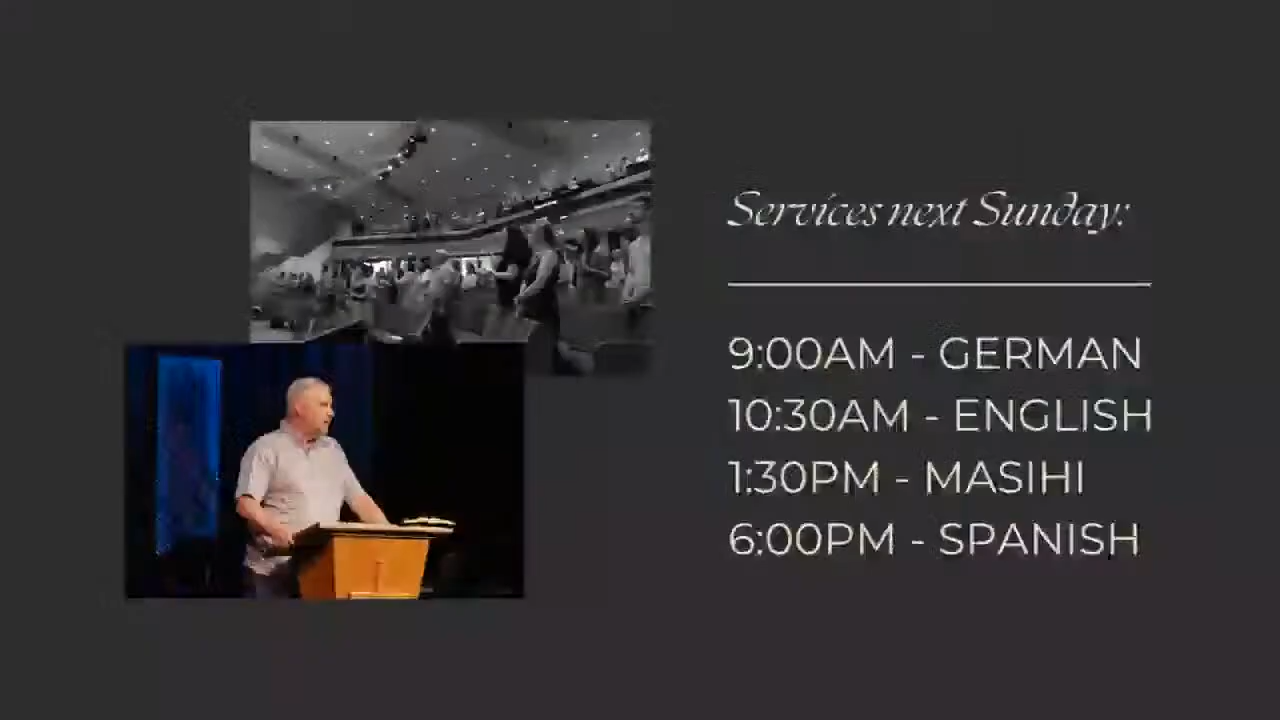 Services next Sunday:
9:00AM - GERMAN
10:30AM - ENGLISH
1:30PM - MASIHI
6:00PM - SPANISH